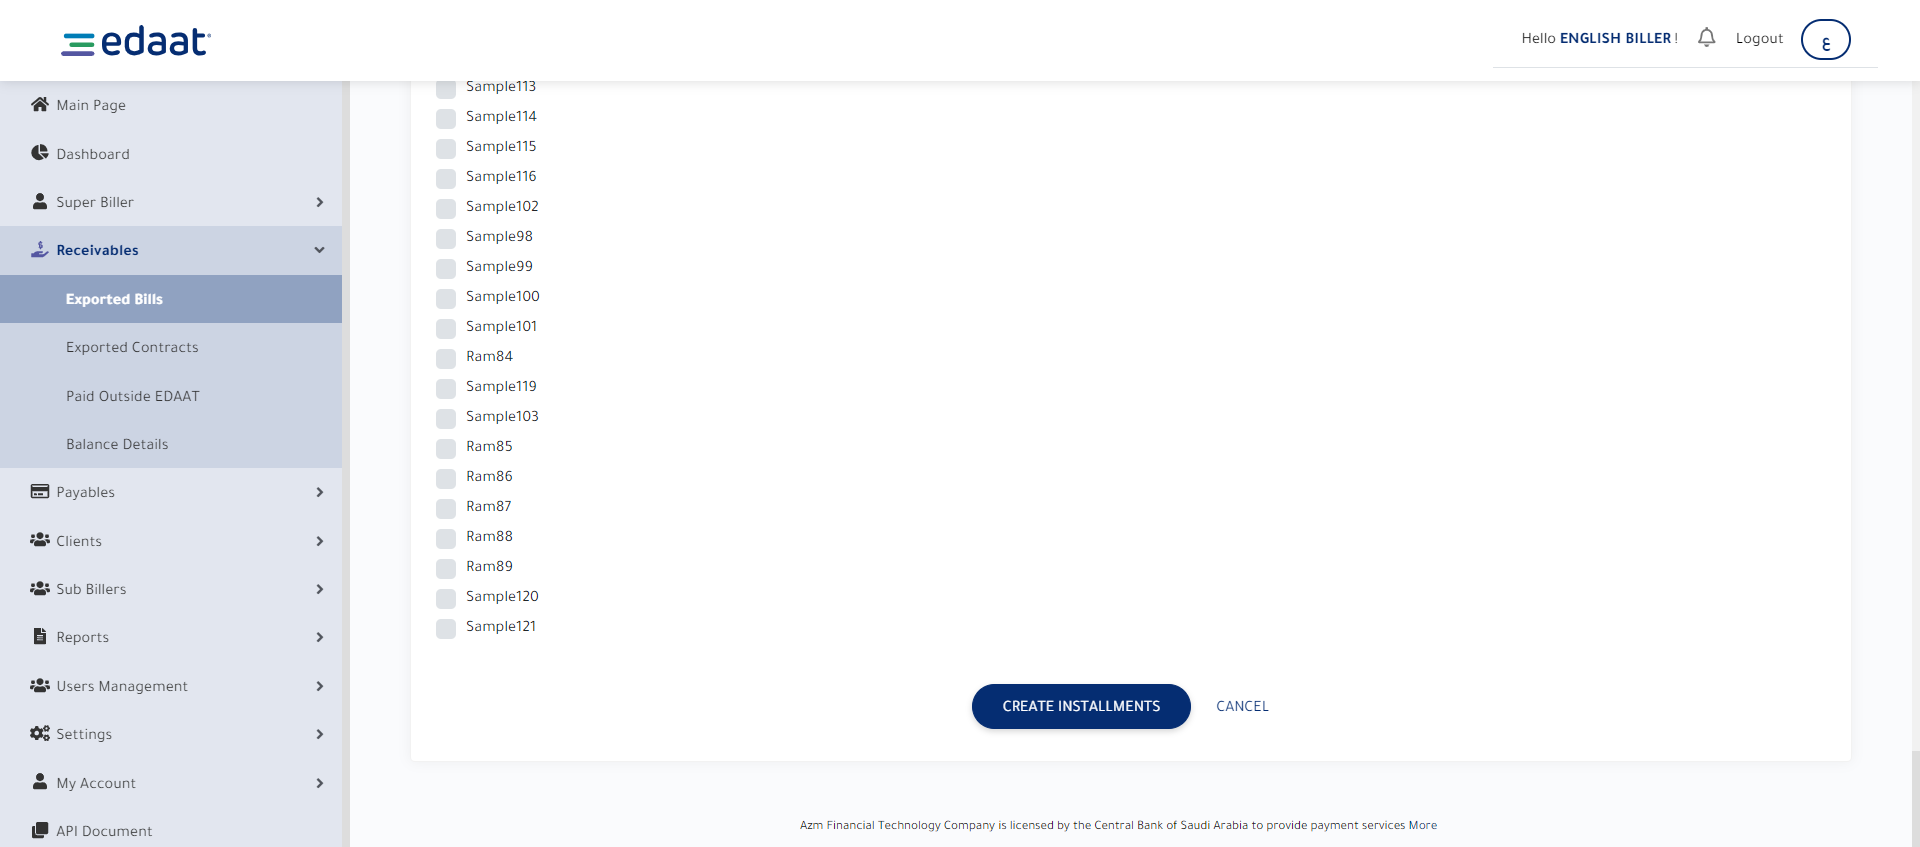 edaat
Hello ENGLISH BILLER !
Logout
ع
Main Page
Dashboard
Super Biller
Receivables
Exported Bills
Exported Contracts
Paid Outside EDAAT
Balance Details
Payables
Clients
Sub Billers
Reports
Users Management
Settings
My Account
API Document
Sample113
Sample114
Sample115
Sample116
Sample102
Sample98
Sample99
Sample100
Sample101
Ram84
Sample119
Sample103
Ram85
Ram86
Ram87
Ram88
Ram89
Sample120
Sample121
CREATE INSTALLMENTS
CANCEL
Azm Financial Technology Company is licensed by the Central Bank of Saudi Arabia to provide payment services More